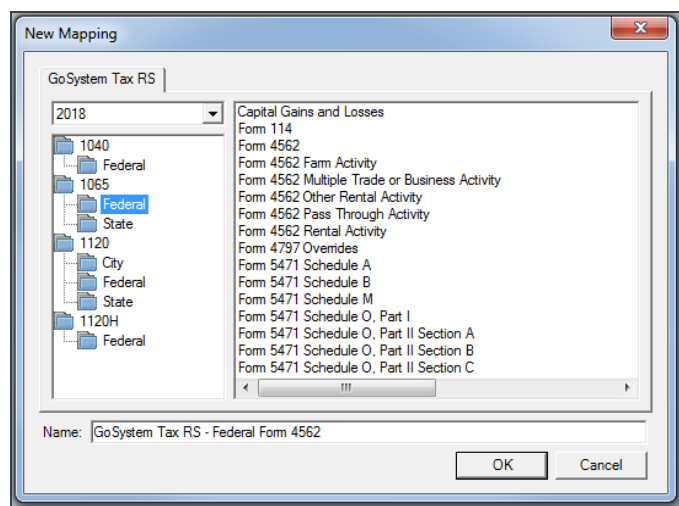 New Mapping
x
GoSystem Tax RS
2018
1040
Federal
1065
Federal
State
1120
City
Federal
State
1120H
Federal
Capital Gains and Losses
Form 114
Form 4562
Form 4562 Farm Activity
Form 4562 Multiple Trade or Business Activity
Form 4562 Other Rental Activity
Form 4562 Pass Through Activity
Form 4562 Rental Activity
Form 4797 Overrides
Form 5471 Schedule A
Form 5471 Schedule B
Form 5471 Schedule M
Form 5471 Schedule O, Part I
Form 5471 Schedule O, Part II Section A
Form 5471 Schedule O, Part II Section B
Form 5471 Schedule O, Part II Section C
Name: GoSystem Tax RS - Federal Form 4562
OK Cancel